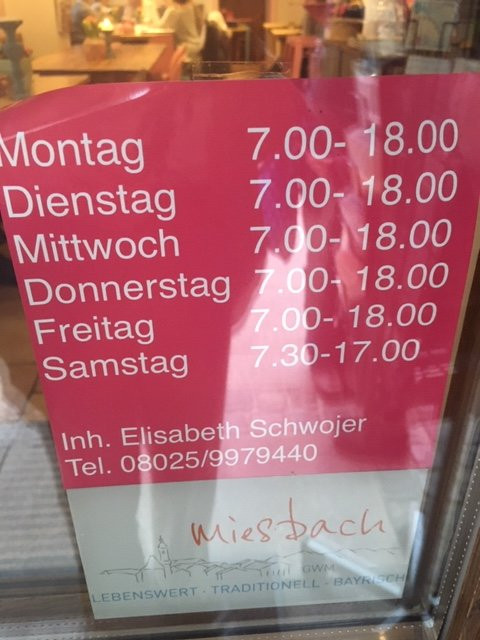 Montag 7.00- 18.00
Dienstag 7.00- 18.00
Mittwoch 7.00- 18.00
Donnerstag 7.00- 18.00
Freitag 7.00- 18.00
Samstag 7.30-17.00
Inh. Elisabeth Schwojer
Tel. 08025/9979440
miesbach
GWM
LEBENSWERT · TRADITIONELL · BAYRISCH